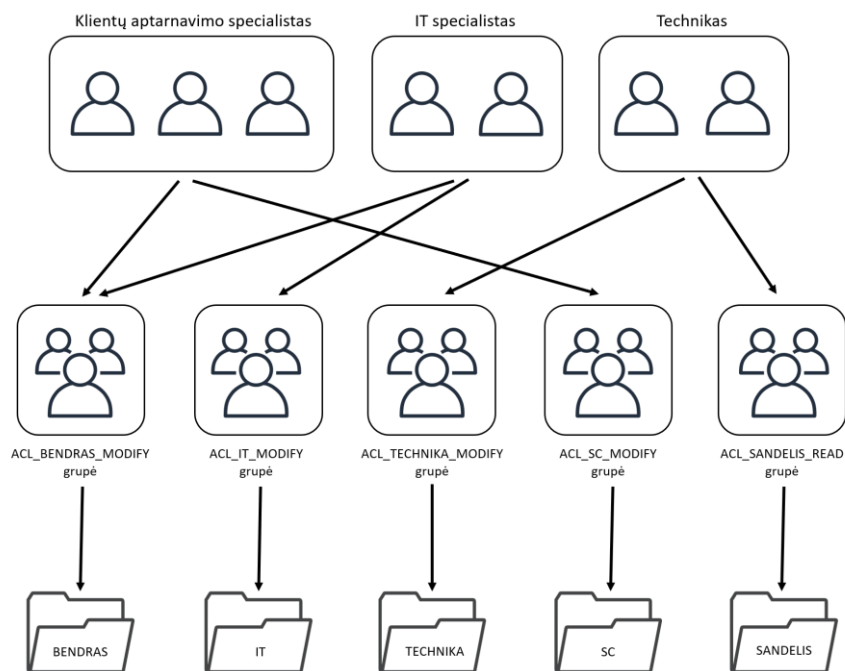 Klientų aptarnavimo specialistas
IT specialistas
Technikas
ACL_BENDRAS_MODIFY
grupė
ACL_IT_MODIFY
grupė
ACL_TECHNIKA_MODIFY
grupė
ACL_SC_MODIFY
grupė
ACL_SANDELIS_READ
grupė
BENDRAS
IT
TECHNIKA
SC
SANDELIS